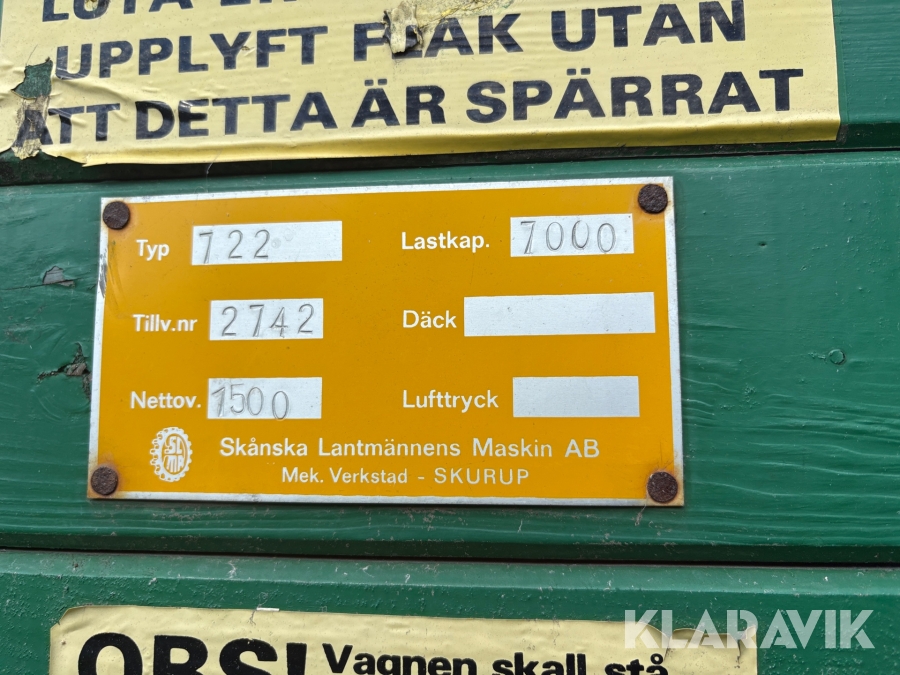 UPPLYFT FLAK UTAN
ATT DETTA ÄR SPÄRRAT
Typ 722 Lastkap. 7000
Tillv.nr 2742 Däck
Nettov. 1500 Lufttryck
SLMA
Skånska Lantmännens Maskin AB
Mek. Verkstad - SKURUP
KLARAVIK
OBS! Vagnen skall stå